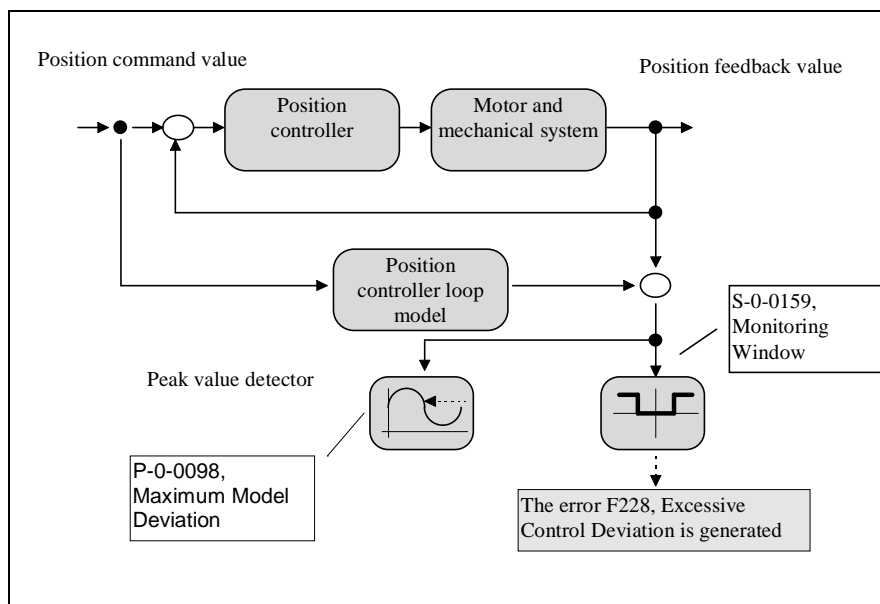 Position command value
Position feedback value
Position
controller
Motor and
mechanical system
Position
controller loop
model
S-0-0159,
Monitoring
Window
Peak value detector
P-0-0098,
Maximum Model
Deviation
The error F228, Excessive
Control Deviation is generated